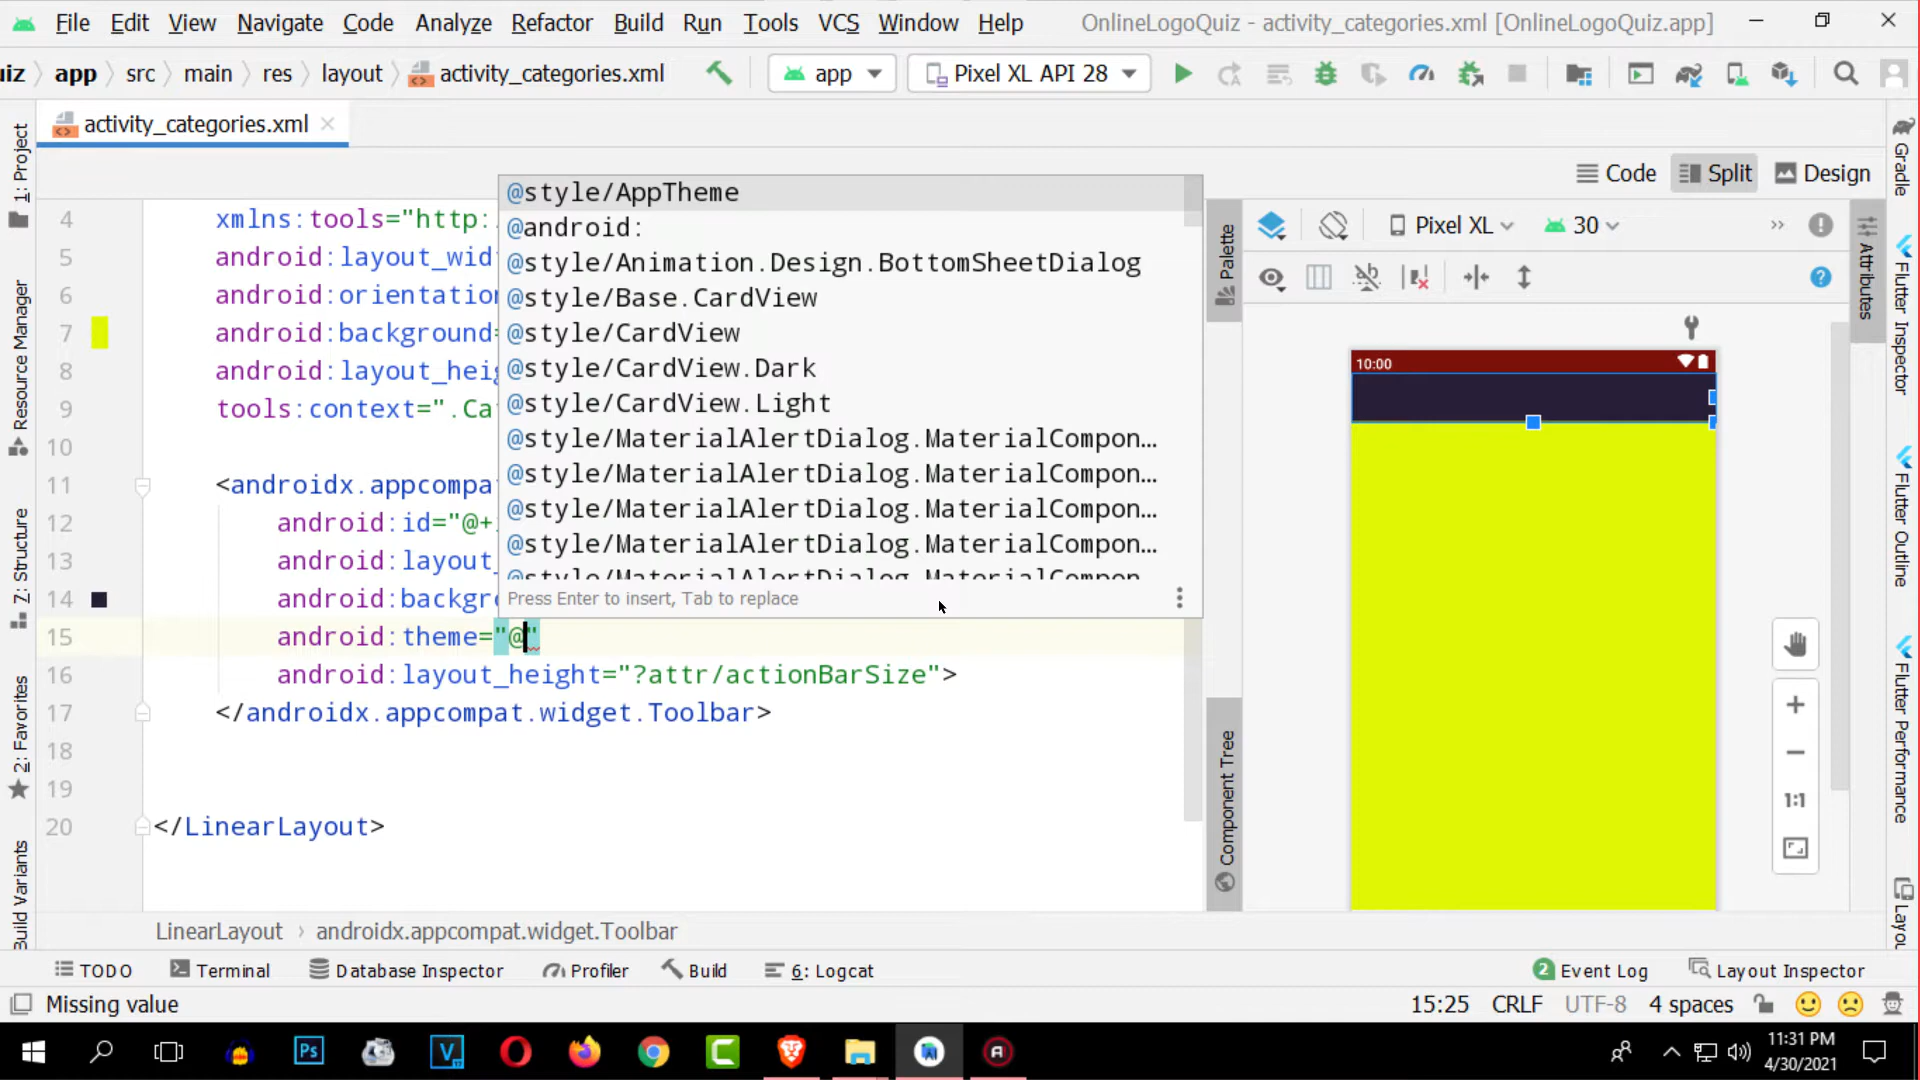 File Edit View Navigate Code Analyze Refactor Build Run Tools VCS Window Help OnlineLogoQuiz - activity_categories.xml [OnlineLogoQuiz.app]
iz app src main res layout activity_categories.xml app Pixel XL API 28
activity_categories.xml
Code Split Design
1: Project
Resource Manager
7: Structure
2: Favorites
Build Variants
4 xmlns:tools="http:
5 android:layout_wid
6 android:orientation
7 android:background=
8 android:layout_heig
9 tools:context=".Ca
10
11 <androidx.appcompa
12 android:id="@+
13 android:layout_
14 android:backgro
15 android:theme="@"
16 android:layout_height="?attr/actionBarSize">
17 </androidx.appcompat.widget.Toolbar>
18
19
20 </LinearLayout>
@style/AppTheme
@android:
@style/Animation.Design.BottomSheetDialog
@style/Base.CardView
@style/CardView
@style/CardView.Dark
@style/CardView.Light
@style/MaterialAlertDialog.MaterialCompon…
@style/MaterialAlertDialog.MaterialCompon…
@style/MaterialAlertDialog.MaterialCompon…
@style/MaterialAlertDialog.MaterialCompon…
@style/MaterialAlertDialog.MaterialCompon
Press Enter to insert, Tab to replace
Palette
Component Tree
Pixel XL 30
10:00
1:1
Attributes
Gradle
Flutter Inspector
Flutter Outline
Flutter Performance
Layou
LinearLayout › androidx.appcompat.widget.Toolbar
TODO Terminal Database Inspector Profiler Build 6: Logcat 2 Event Log Layout Inspector
Missing value 15:25 CRLF UTF-8 4 spaces
Ps
11:31 PM
4/30/2021